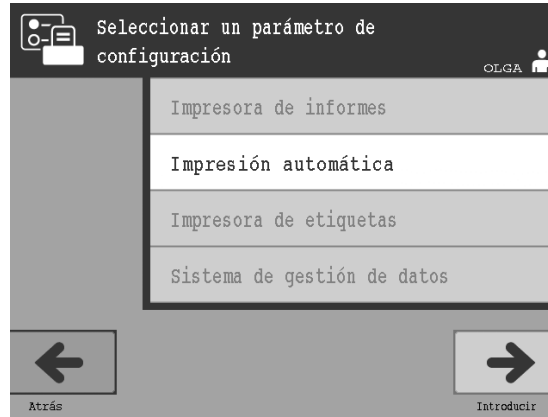 Seleccionar un parámetro de
configuración
OLGA
Impresora de informes
Impresión automática
Impresora de etiquetas
Sistema de gestión de datos
Atrás
Introducir